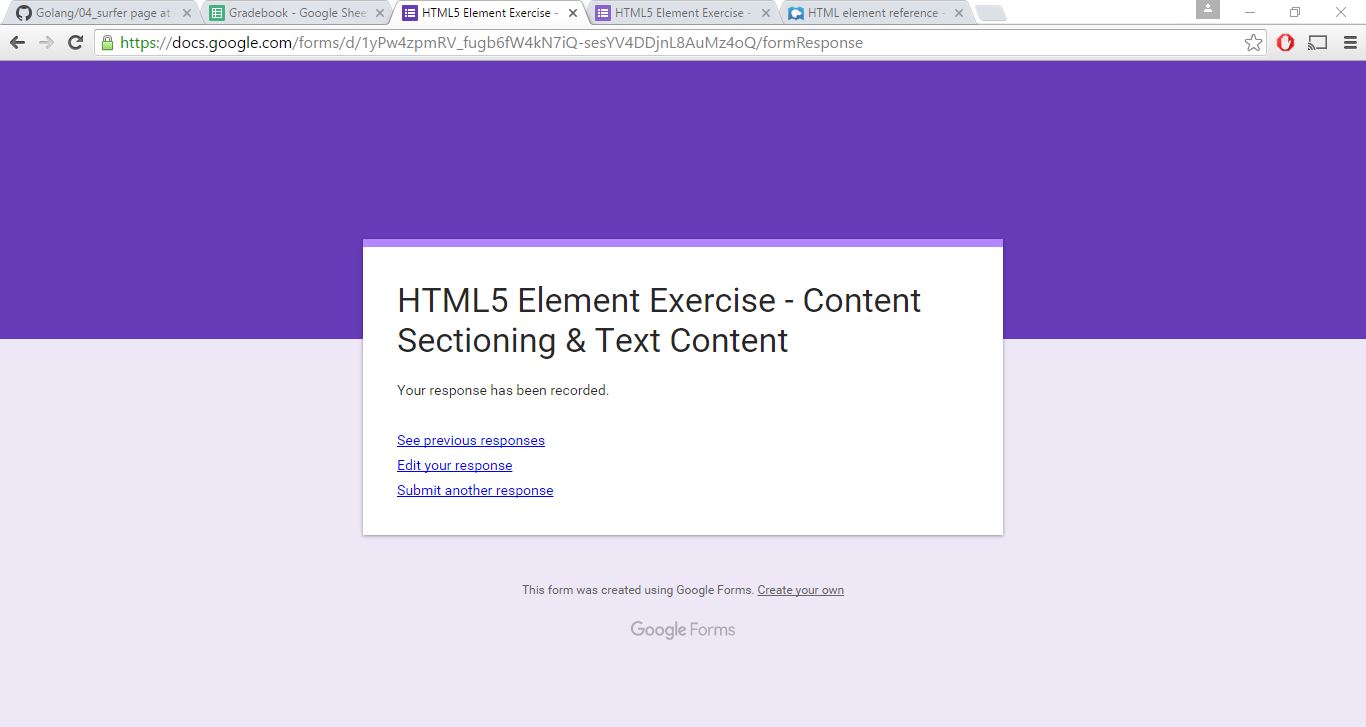 Golang/04_surfer page at
Gradebook - Google Shee
HTML5 Element Exercise -
HTML5 Element Exercise -
HTML element reference -
https://docs.google.com/forms/d/1yPw4zpmRV_fugb6fW4kN7iQ-sesYV4DDjnL8AuMz4oQ/formResponse
HTML5 Element Exercise - Content
Sectioning & Text Content
Your response has been recorded.
See previous responses
Edit your response
Submit another response
This form was created using Google Forms. Create your own
Google Forms